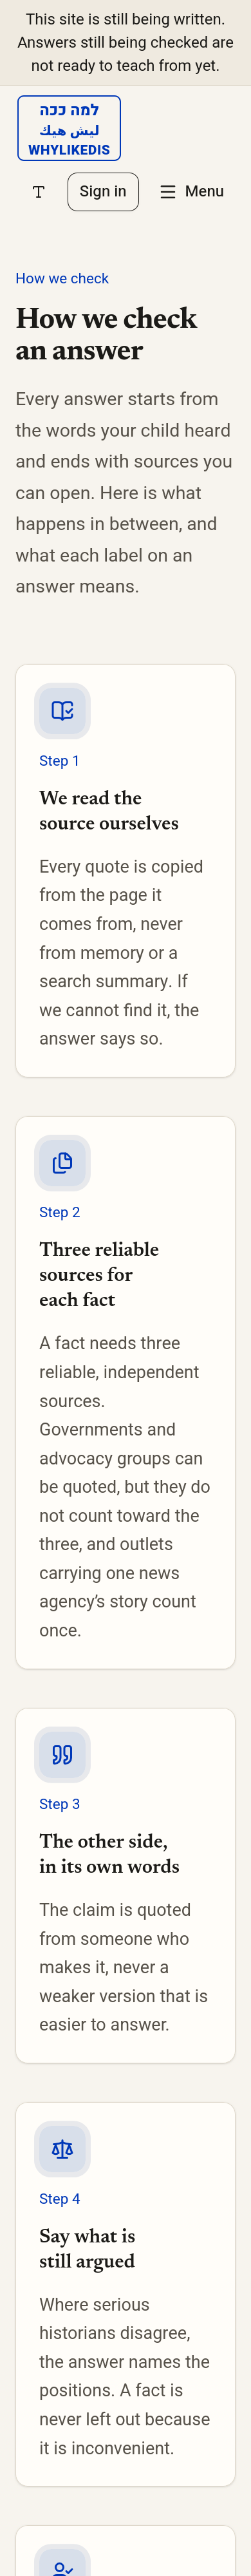 This site is still being written.
Answers still being checked are
not ready to teach from yet.
למה ככה
ليش هيك
WHYLIKEDIS
Sign in
Menu
How we check
How we check
an answer
Every answer starts from
the words your child heard
and ends with sources you
can open. Here is what
happens in between, and
what each label on an
answer means.
Step 1
We read the
source ourselves
Every quote is copied
from the page it
comes from, never
from memory or a
search summary. If
we cannot find it, the
answer says so.
Step 2
Three reliable
sources for
each fact
A fact needs three
reliable, independent
sources.
Governments and
advocacy groups can
be quoted, but they do
not count toward the
three, and outlets
carrying one news
agency’s story count
once.
Step 3
The other side,
in its own words
The claim is quoted
from someone who
makes it, never a
weaker version that is
easier to answer.
Step 4
Say what is
still argued
Where serious
historians disagree,
the answer names the
positions. A fact is
never left out because
it is inconvenient.